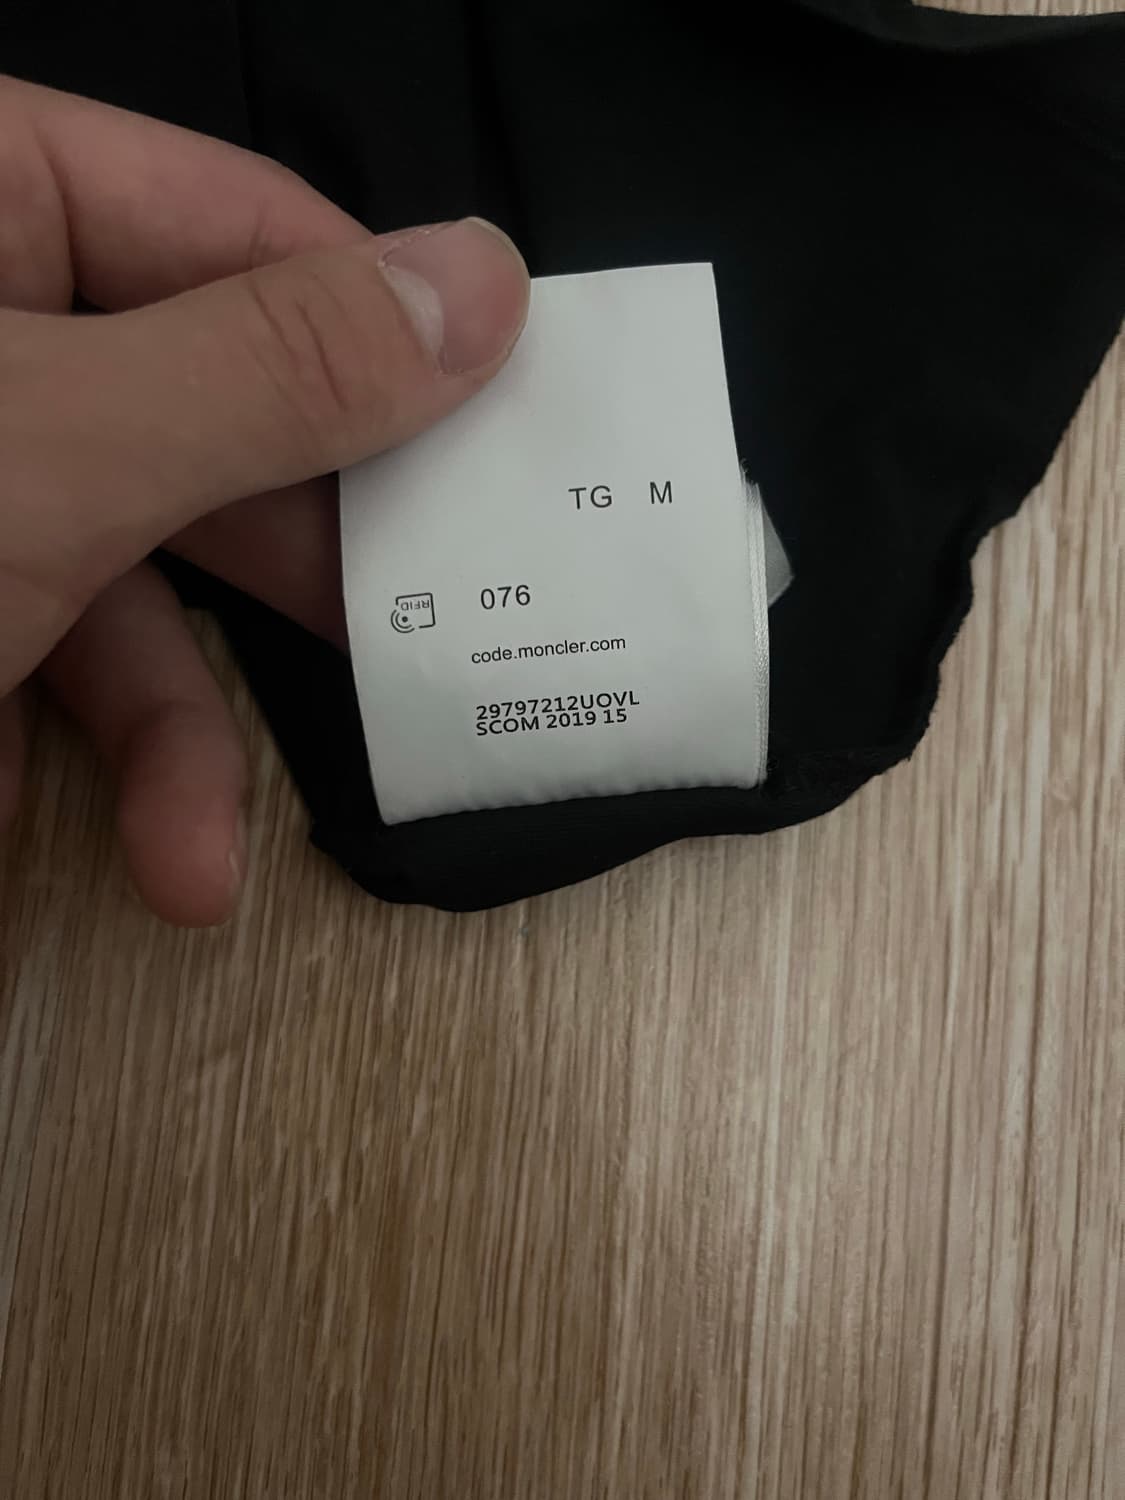 TG M
RFID
076
code.moncler.com
29797212UOVL
SCOM 2019 15